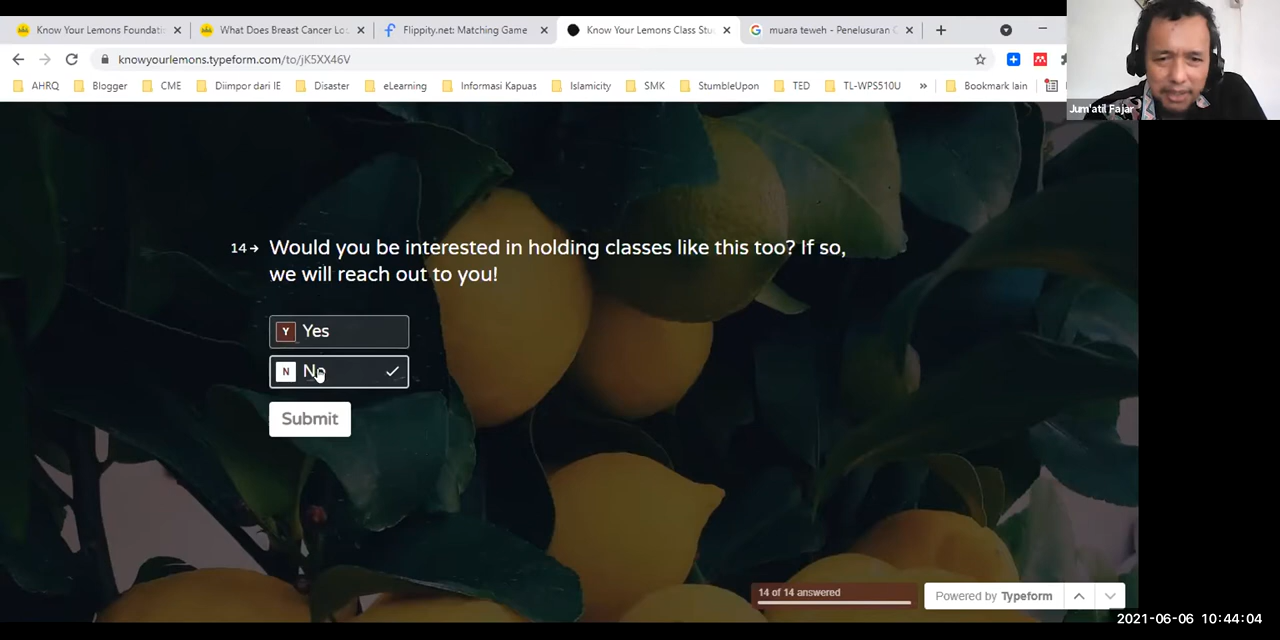 Know Your Lemons Foundati
What Does Breast Cancer Lo
Flippity.net: Matching Game
Know Your Lemons Class Stu
muara teweh - Penelusuran G
knowyourlemons.typeform.com/to/jK5XX46V
AHRQ
Blogger
CME
Diimpor dari IE
Disaster
eLearning
Informasi Kapuas
Islamicity
SMK
StumbleUpon
TED
TL-WPS510U
»
Bookmark lain
Jum'atil Fajar
14 → Would you be interested in holding classes like this too? If so,
we will reach out to you!
Y Yes
N No
Submit
14 of 14 answered
Powered by Typeform
2021-06-06 10:44:04